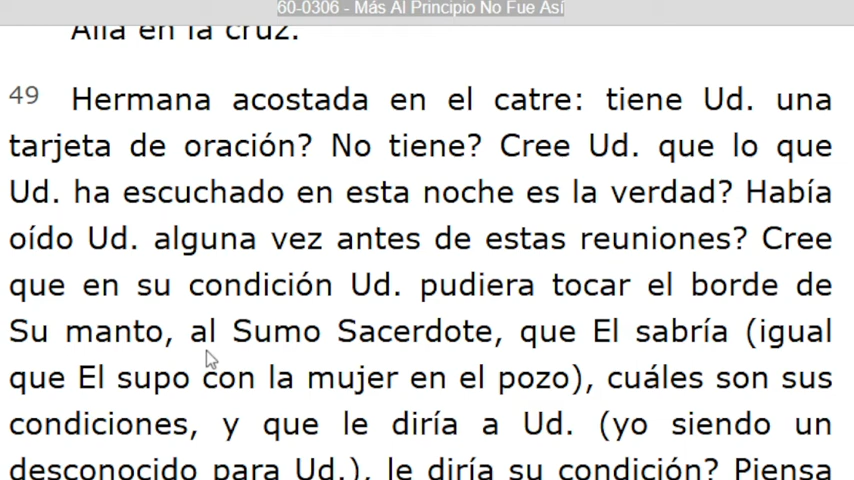 60-0306 - Más Al Principio No Fue Así
Allá en la cruz.
49 Hermana acostada en el catre: tiene Ud. una
tarjeta de oración? No tiene? Cree Ud. que lo que
Ud. ha escuchado en esta noche es la verdad? Había
oído Ud. alguna vez antes de estas reuniones? Cree
que en su condición Ud. pudiera tocar el borde de
Su manto, al Sumo Sacerdote, que El sabría (igual
que El supo con la mujer en el pozo), cuáles son sus
condiciones, y que le diría a Ud. (yo siendo un
desconocido para Ud.), le diría su condición? Piensa